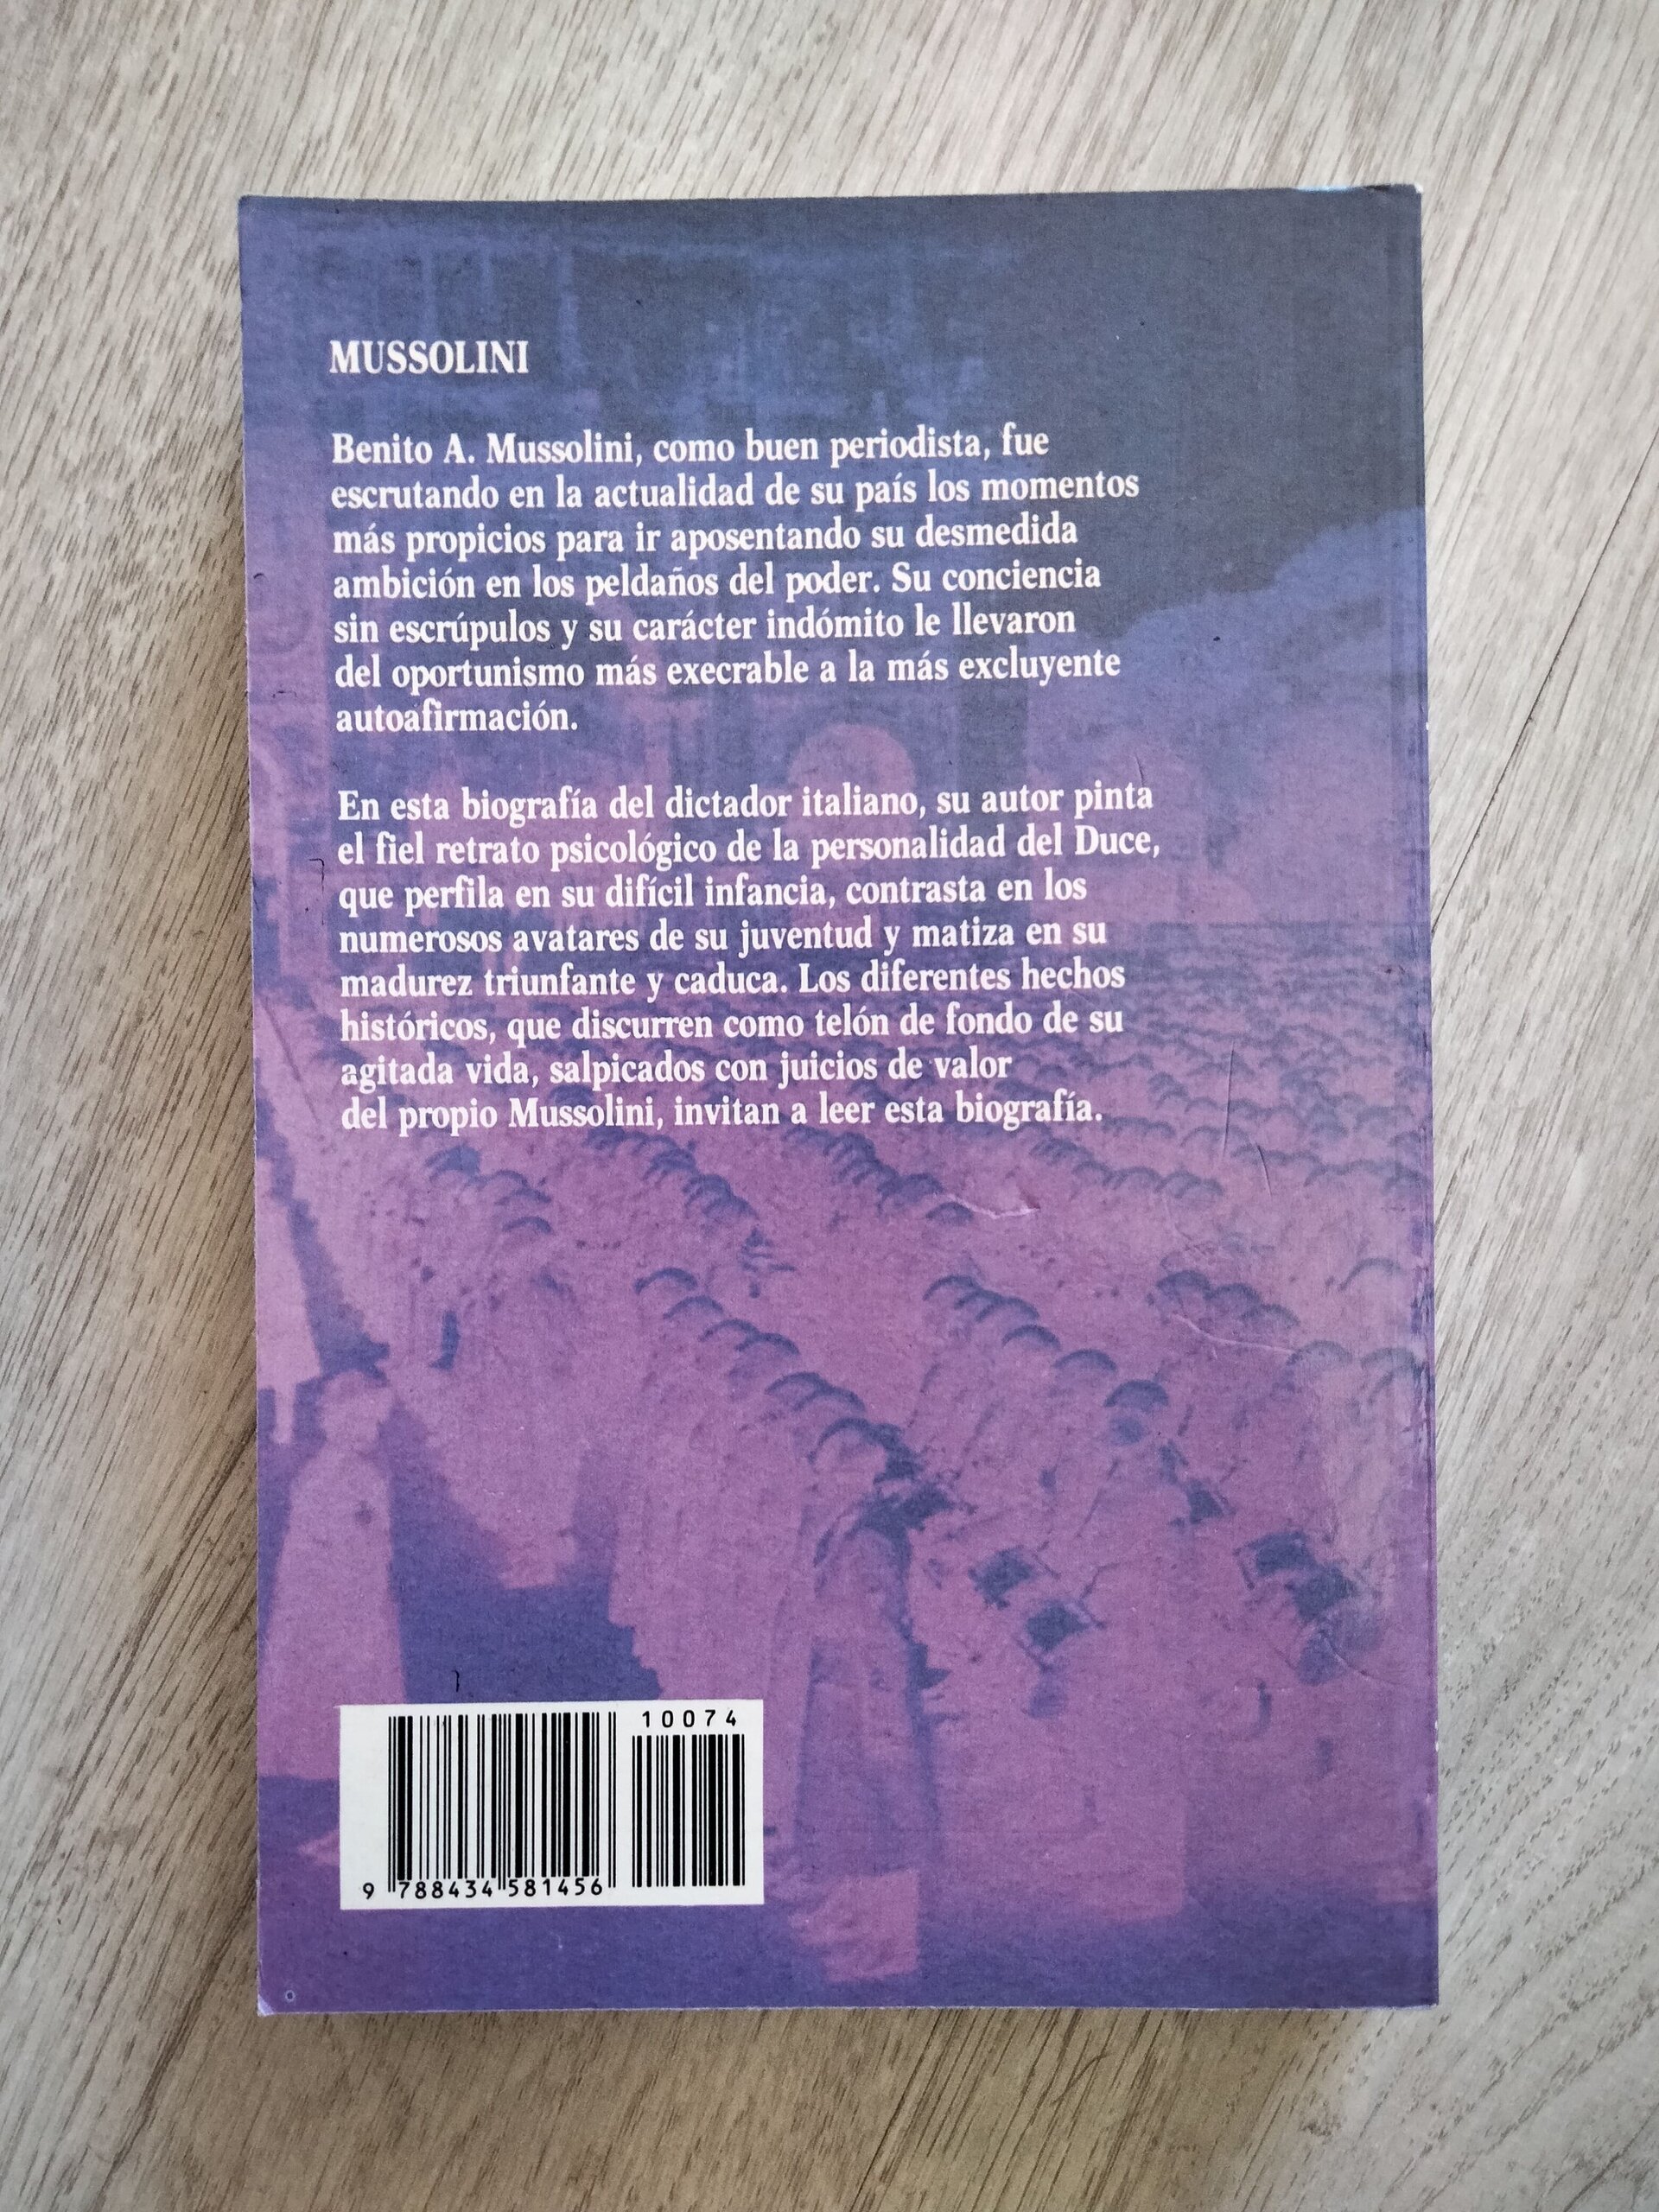 MUSSOLINI
Benito A. Mussolini, como buen periodista, fue
escrutando en la actualidad de su país los momentos
más propicios para ir aposentando su desmedida
ambición en los peldaños del poder. Su conciencia
sin escrúpulos y su carácter indómito le llevaron
del oportunismo más execrable a la más excluyente
autoafirmación.
En esta biografía del dictador italiano, su autor pinta
el fiel retrato psicológico de la personalidad del Duce,
que perfila en su difícil infancia, contrasta en los
numerosos avatares de su juventud y matiza en su
madurez triunfante y caduca. Los diferentes hechos
históricos, que discurren como telón de fondo de su
agitada vida, salpicados con juicios de valor
del propio Mussolini, invitan a leer esta biografía.
10074
9 788434 581456